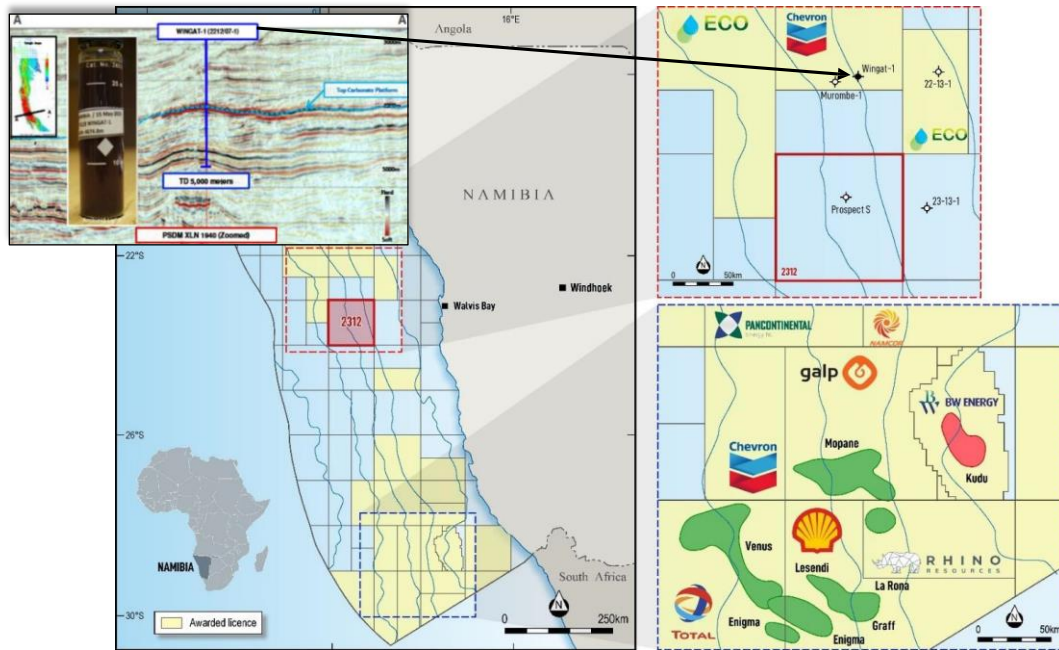 A
A
WINGAT-1 (2212/07-1)
Top Carbonate Platform
TD 5,000 meters
Hard
Soft
PSDM XLN 1940 (Zoomed)
16°E
Angola
NAMIBIA
22°S
Windhoek
Walvis Bay
2312
26°S
NAMIBIA
South Africa
30°S
Awarded licence
N
0
250km
ECO
Chevron
Wingat-1
Murombe-1
22-13-1
ECO
Prospect S
23-13-1
N
0
50km
2312
PANCONTINENTAL
NAMCOR
galp
BW
BW ENERGY
Chevron
Mopane
Kudu
Venus
Lesendi
La Rona
RHINO
RESOURCES
TOTAL
Enigma
Enigma
Graff
N
0
50km